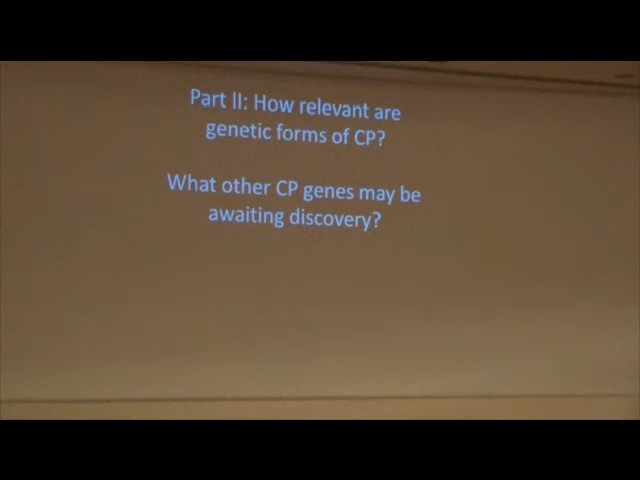 Part II: How relevant are
genetic forms of CP?
What other CP genes may be
awaiting discovery?